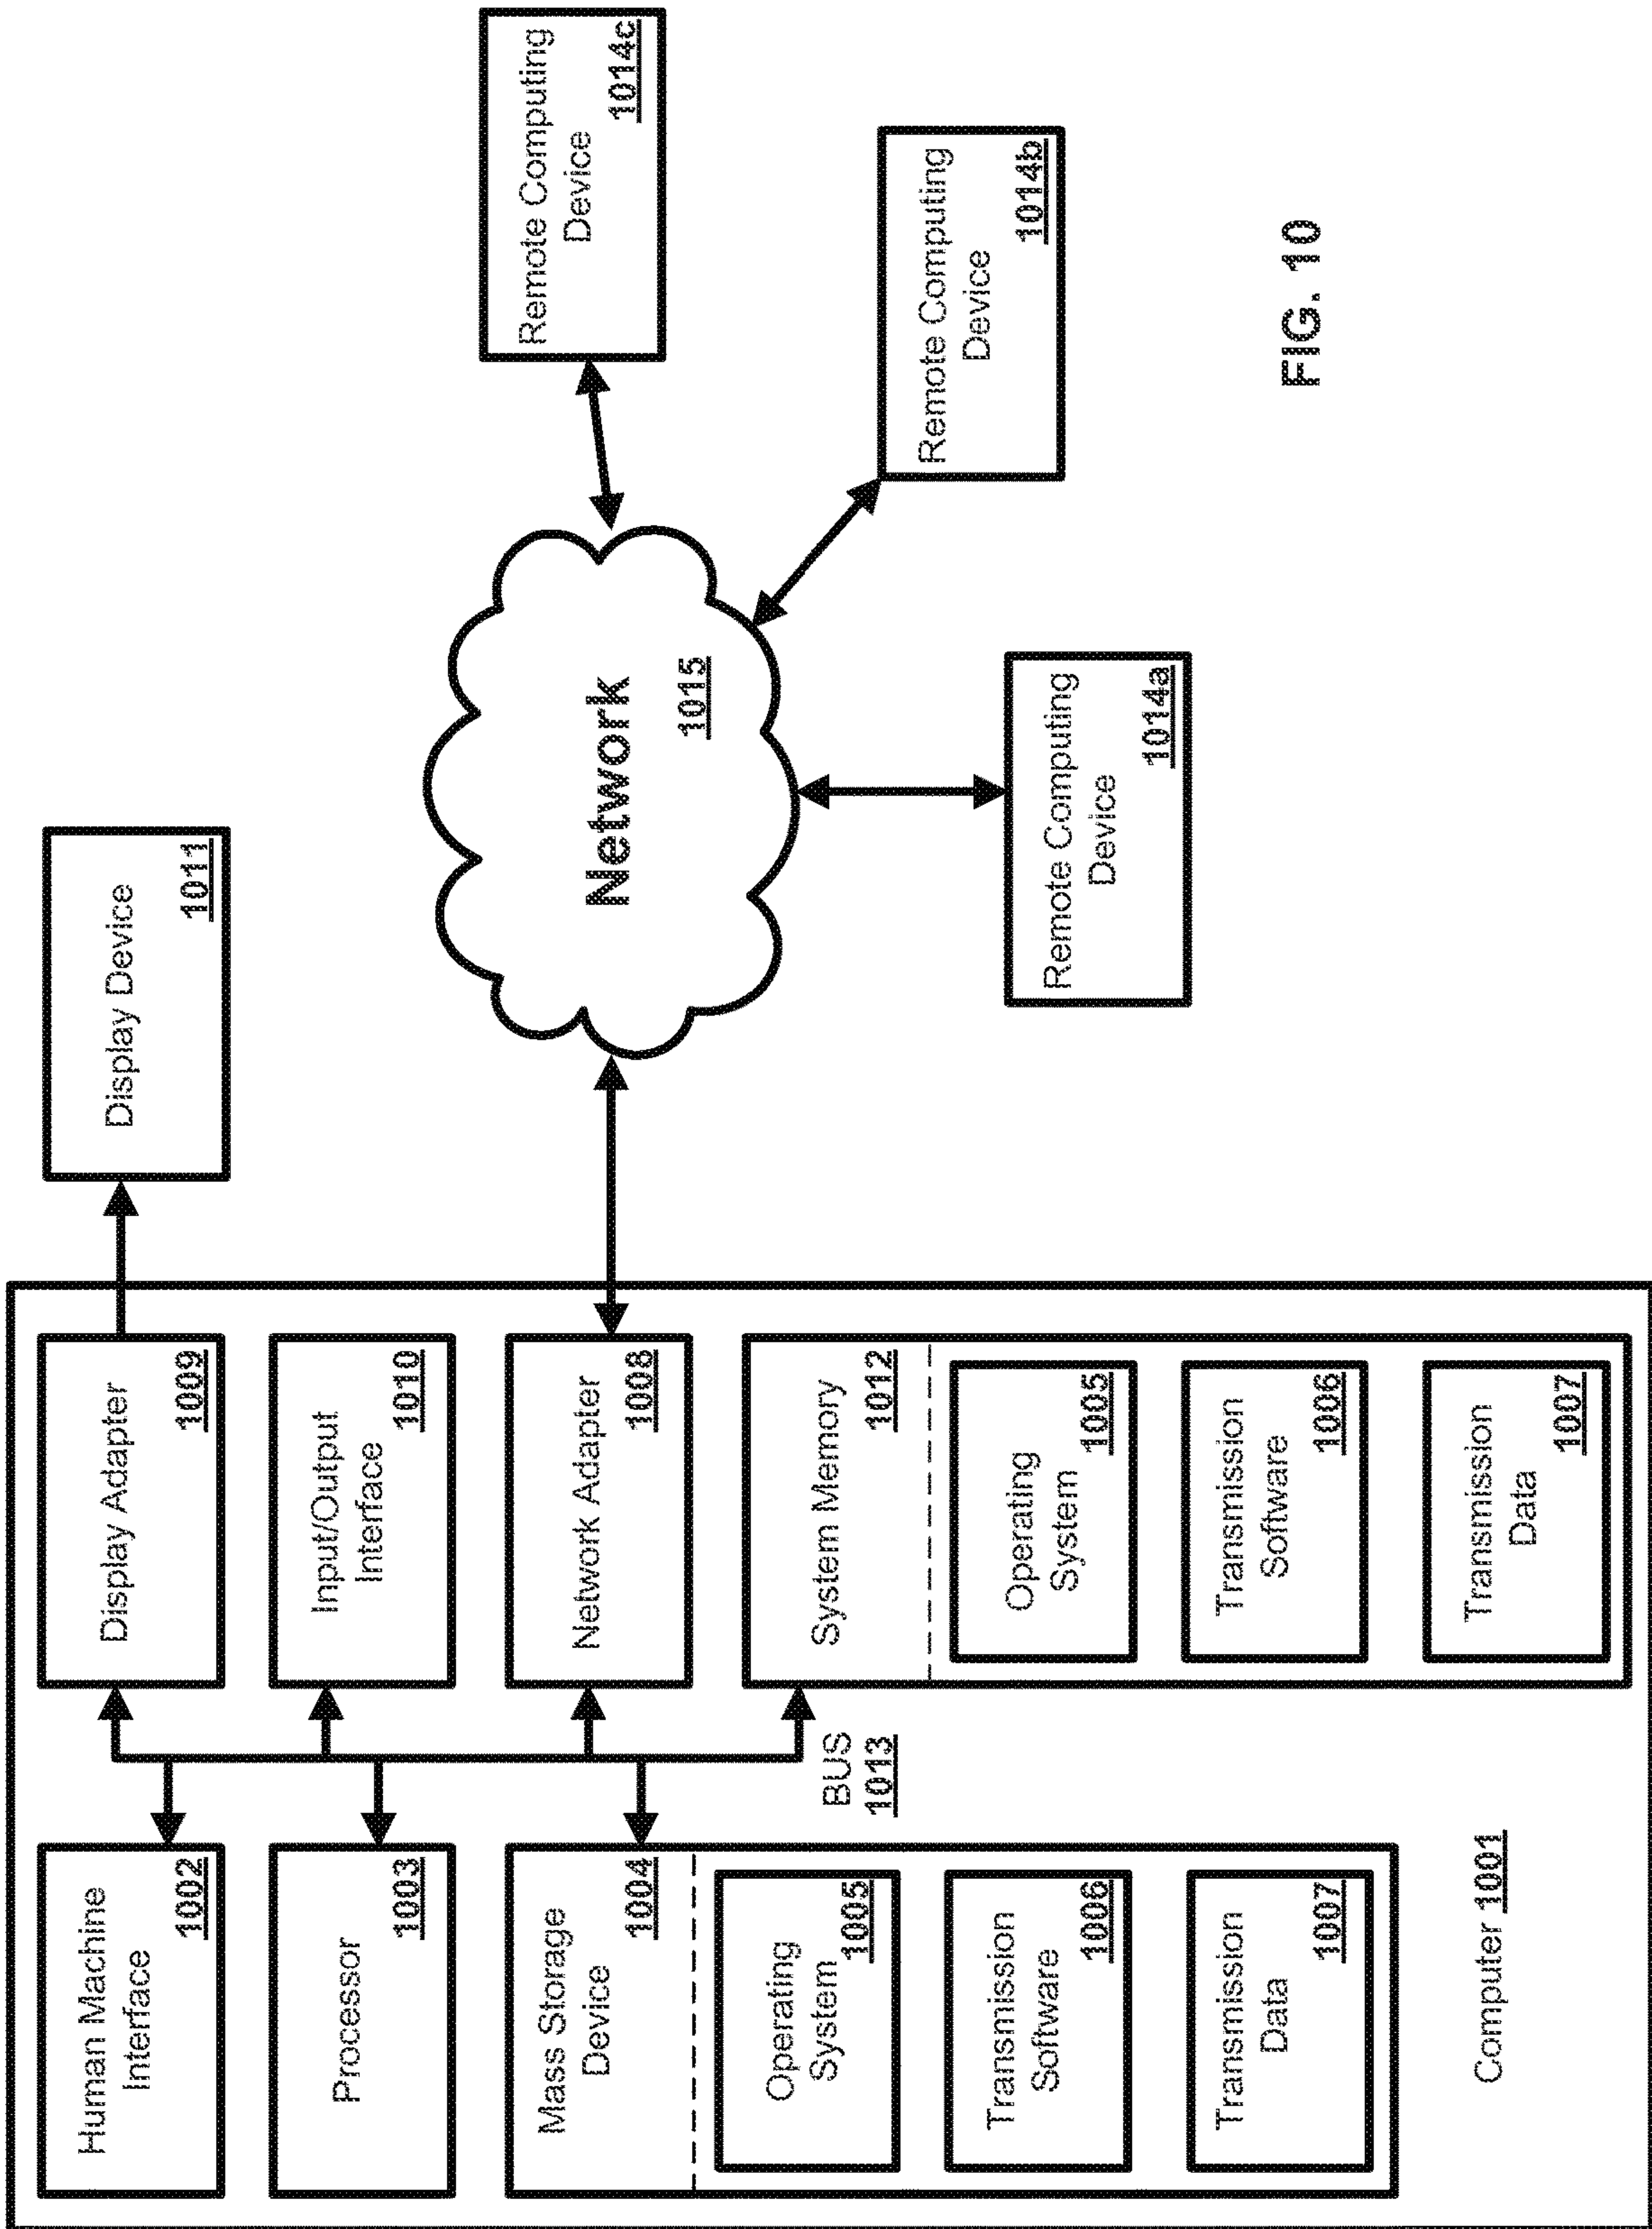 Human Machine
Interface
1002
Processor
1003
Mass Storage
Device
1004
Operating
System
1005
Transmission
Software
1006
Transmission
Data
1007
Computer 1001
BUS
1013
Display Adapter
1009
Input/Output
Interface
1010
Network Adapter
1008
System Memory
1012
Operating
System
1005
Transmission
Software
1006
Transmission
Data
1007
Display Device
1011
Network
1015
Remote Computing
Device
1014a
Remote Computing
Device
1014b
Remote Computing
Device
1014c
FIG. 10